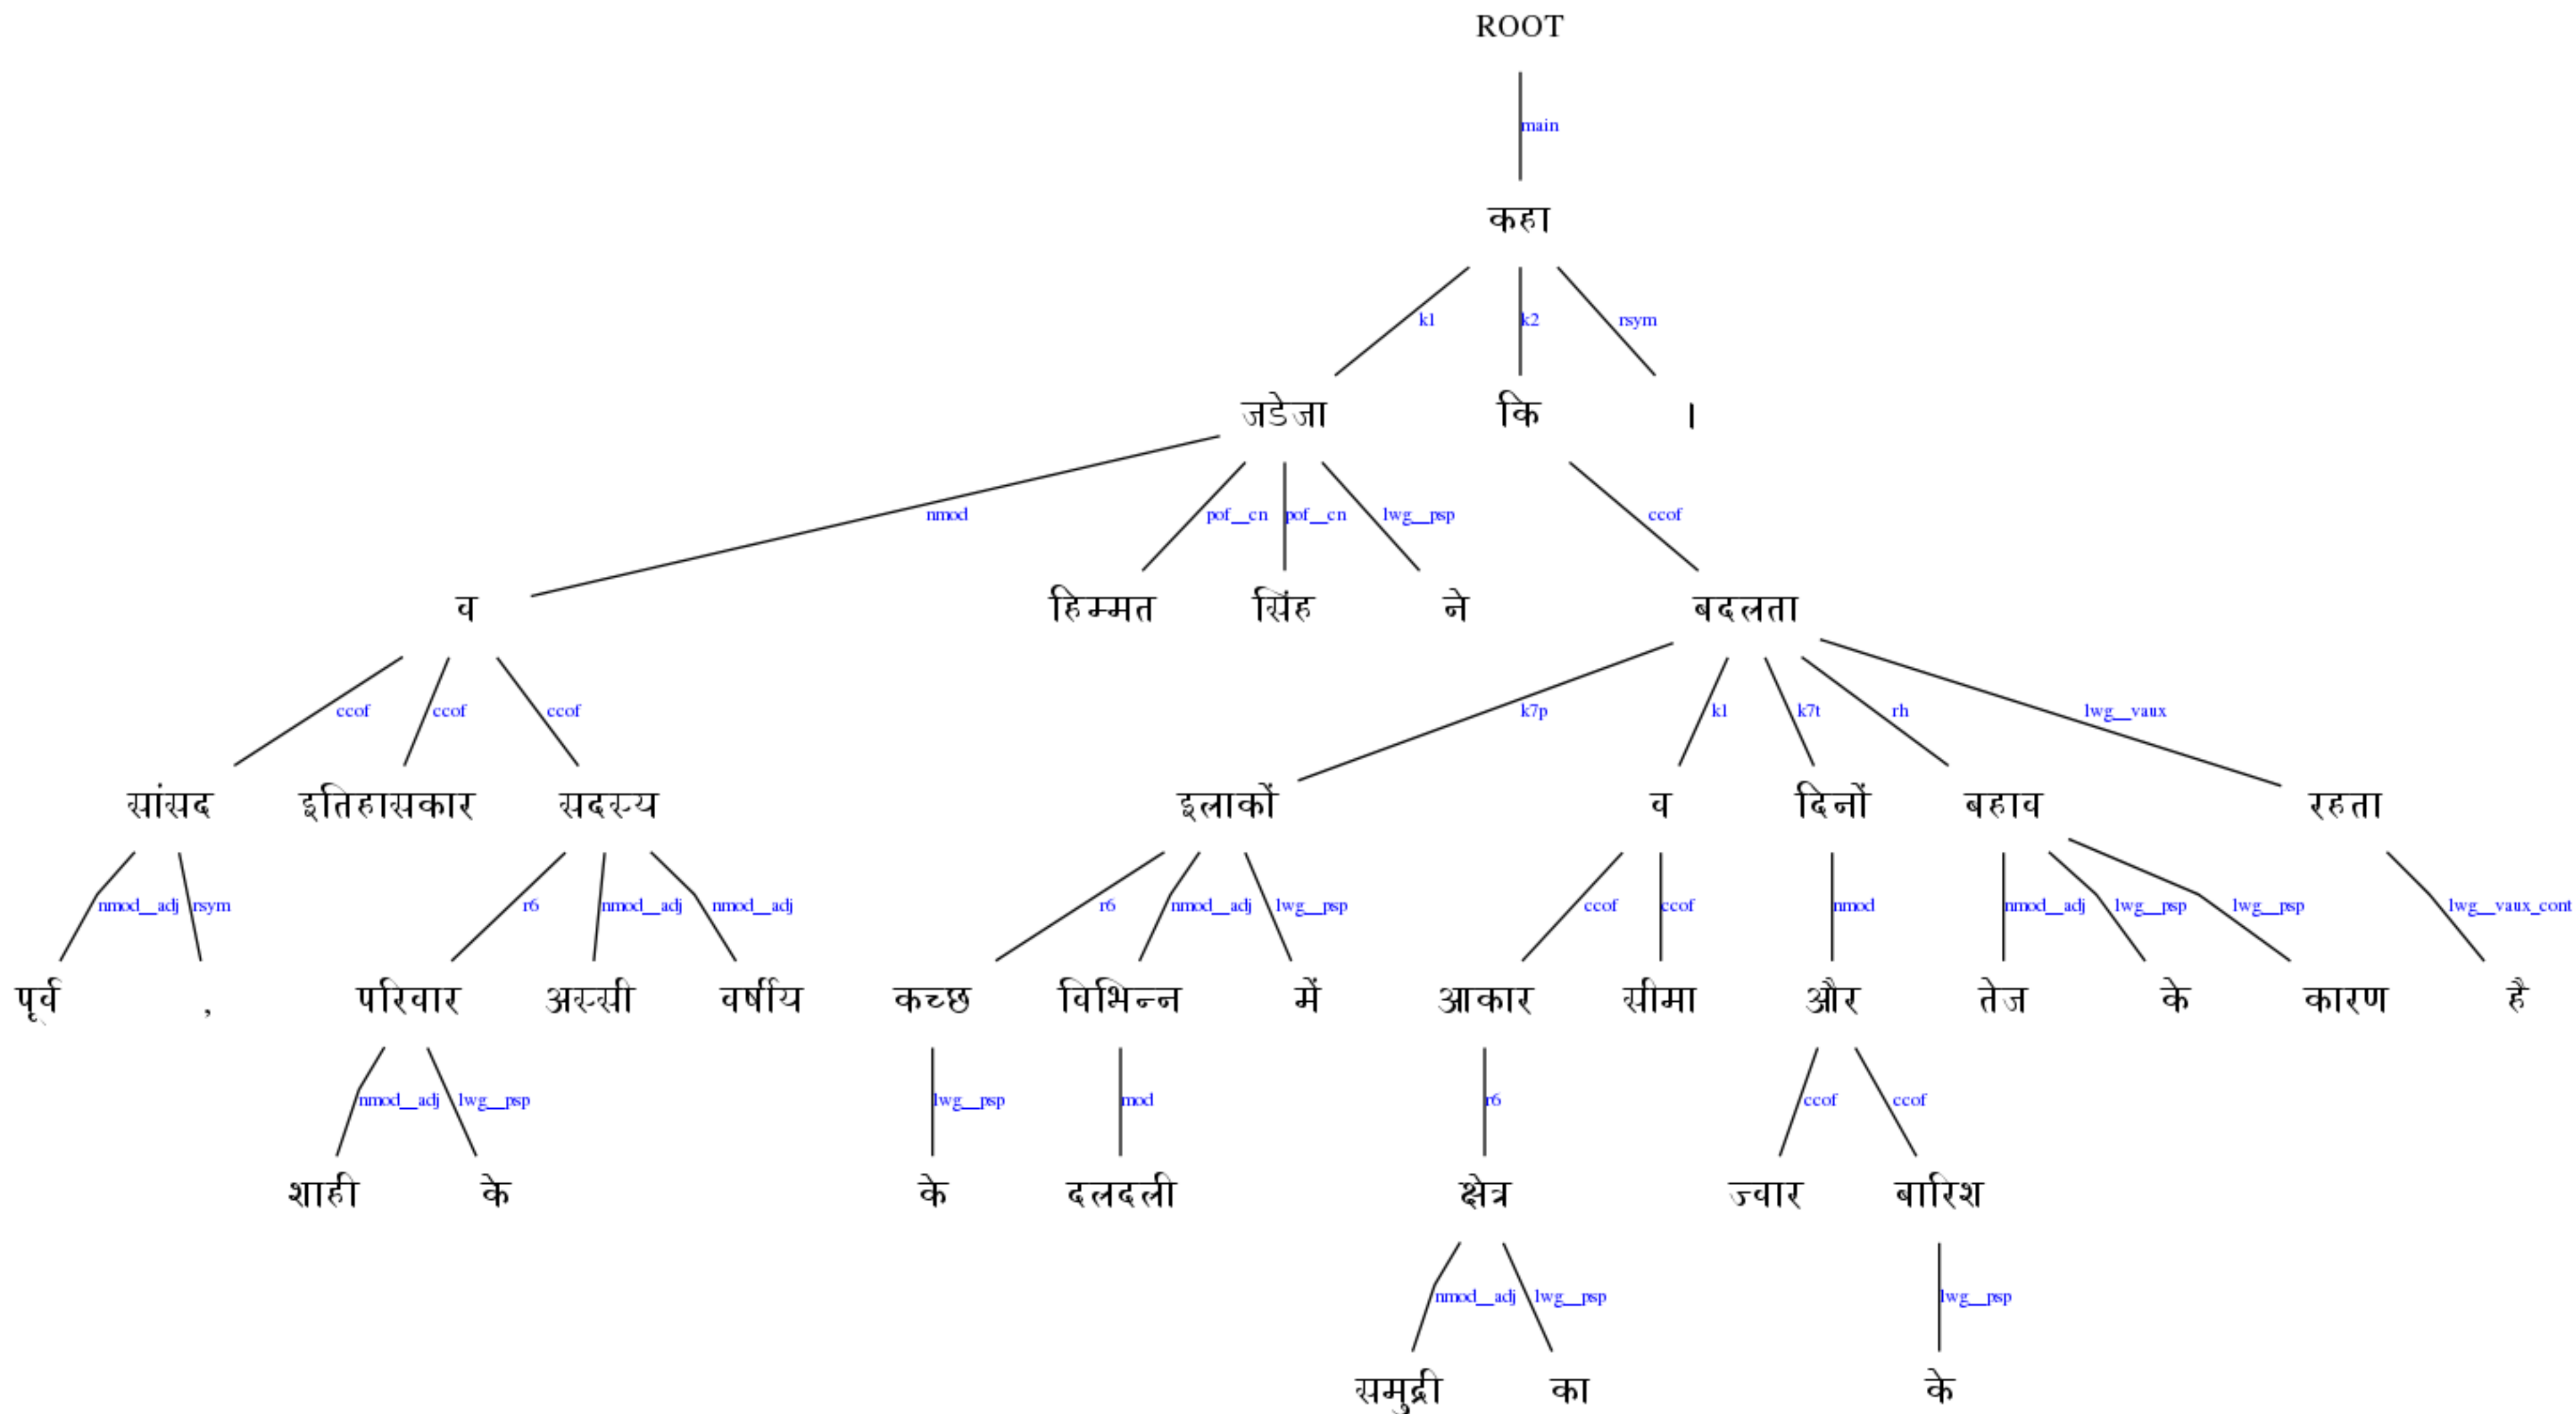 ROOT
main
कहा
k1 k2 rsym
जडेजा कि ।
nmod pof__cn pof__cn lwg__psp ccof
व हिम्मत सिंह ने बदलता
ccof ccof ccof k7p k1 k7t rh lwg__vaux
सांसद इतिहासकार सदस्य इलाकों व दिनों बहाव रहता
nmod__adj rsym r6 nmod__adj nmod__adj r6 nmod__adj lwg__psp ccof ccof nmod nmod__adj lwg__psp lwg__psp lwg__vaux_cont
पूर्व , परिवार अस्सी वर्षीय कच्छ विभिन्न में आकार सीमा और तेज के कारण है
nmod__adj lwg__psp lwg__psp mod r6 ccof ccof
शाही के के दलदली क्षेत्र ज्वार बारिश
nmod__adj lwg__psp lwg__psp
समुद्री का के